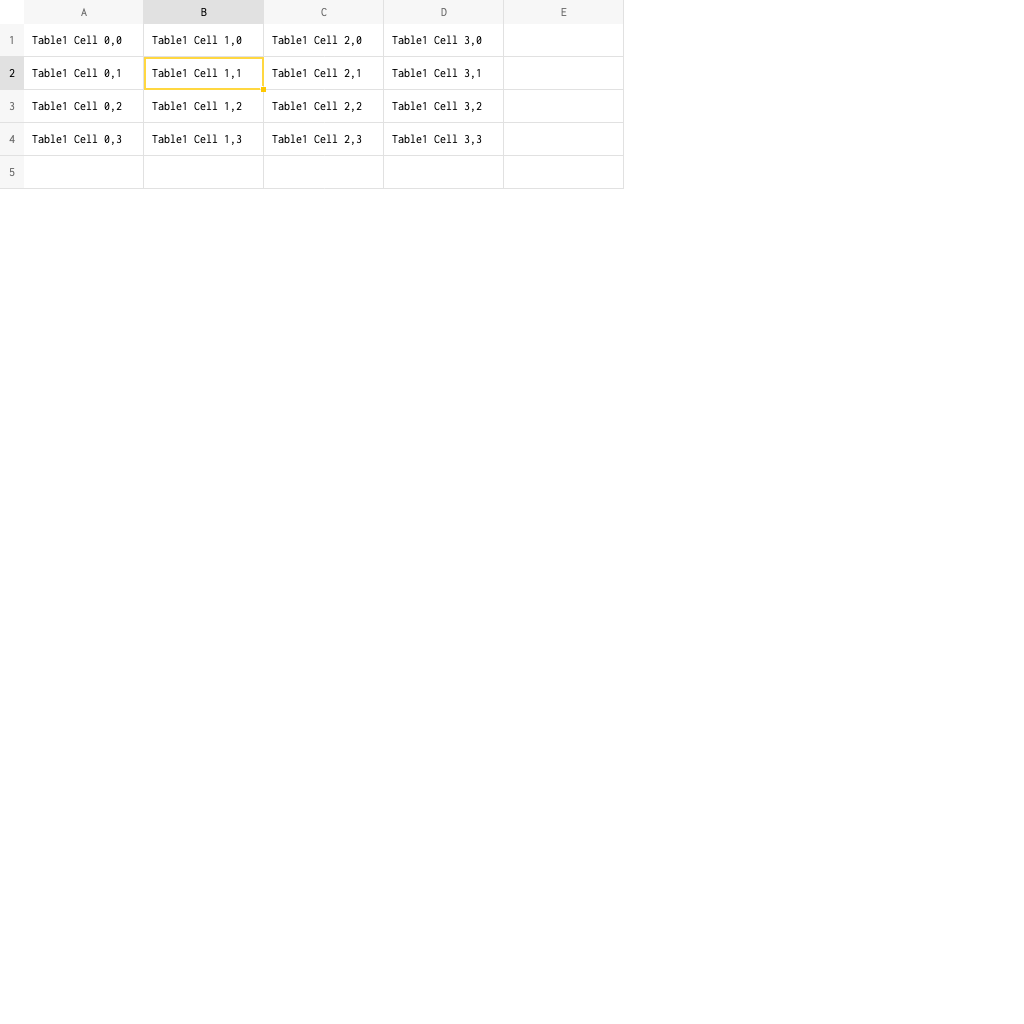 A B C D E
1 Table1 Cell 0,0 Table1 Cell 1,0 Table1 Cell 2,0 Table1 Cell 3,0
2 Table1 Cell 0,1 Table1 Cell 1,1 Table1 Cell 2,1 Table1 Cell 3,1
3 Table1 Cell 0,2 Table1 Cell 1,2 Table1 Cell 2,2 Table1 Cell 3,2
4 Table1 Cell 0,3 Table1 Cell 1,3 Table1 Cell 2,3 Table1 Cell 3,3
5